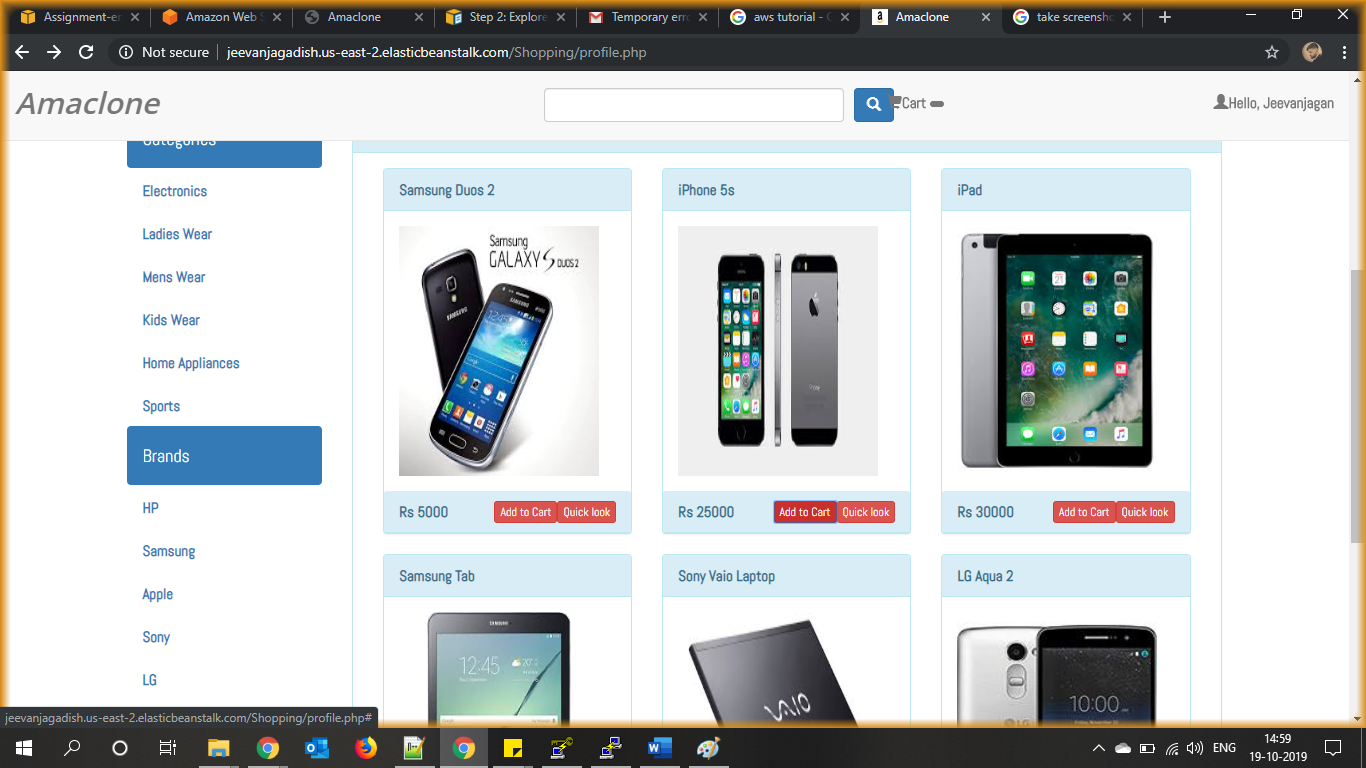 Assignment-er
Amazon Web S
Amaclone
Step 2: Explore
Temporary erro
aws tutorial - G
Amaclone
take screensho
Not secure
jeevanjagadish.us-east-2.elasticbeanstalk.com/Shopping/profile.php
Amaclone
Cart
Hello, Jeevanjagan
Categories
Electronics
Ladies Wear
Mens Wear
Kids Wear
Home Appliances
Sports
Brands
HP
Samsung
Apple
Sony
LG
Samsung Duos 2
iPhone 5s
iPad
Samsung
GALAXY S DUOS 2
SAMSUNG
Rs 5000
Add to Cart
Quick look
Rs 25000
Add to Cart
Quick look
Rs 30000
Add to Cart
Quick look
Samsung Tab
Sony Vaio Laptop
LG Aqua 2
SAMSUNG
12:45
VAIO
10:00
LG
jeevanjagadish.us-east-2.elasticbeanstalk.com/Shopping/profile.php#
ENG
14:59
19-10-2019